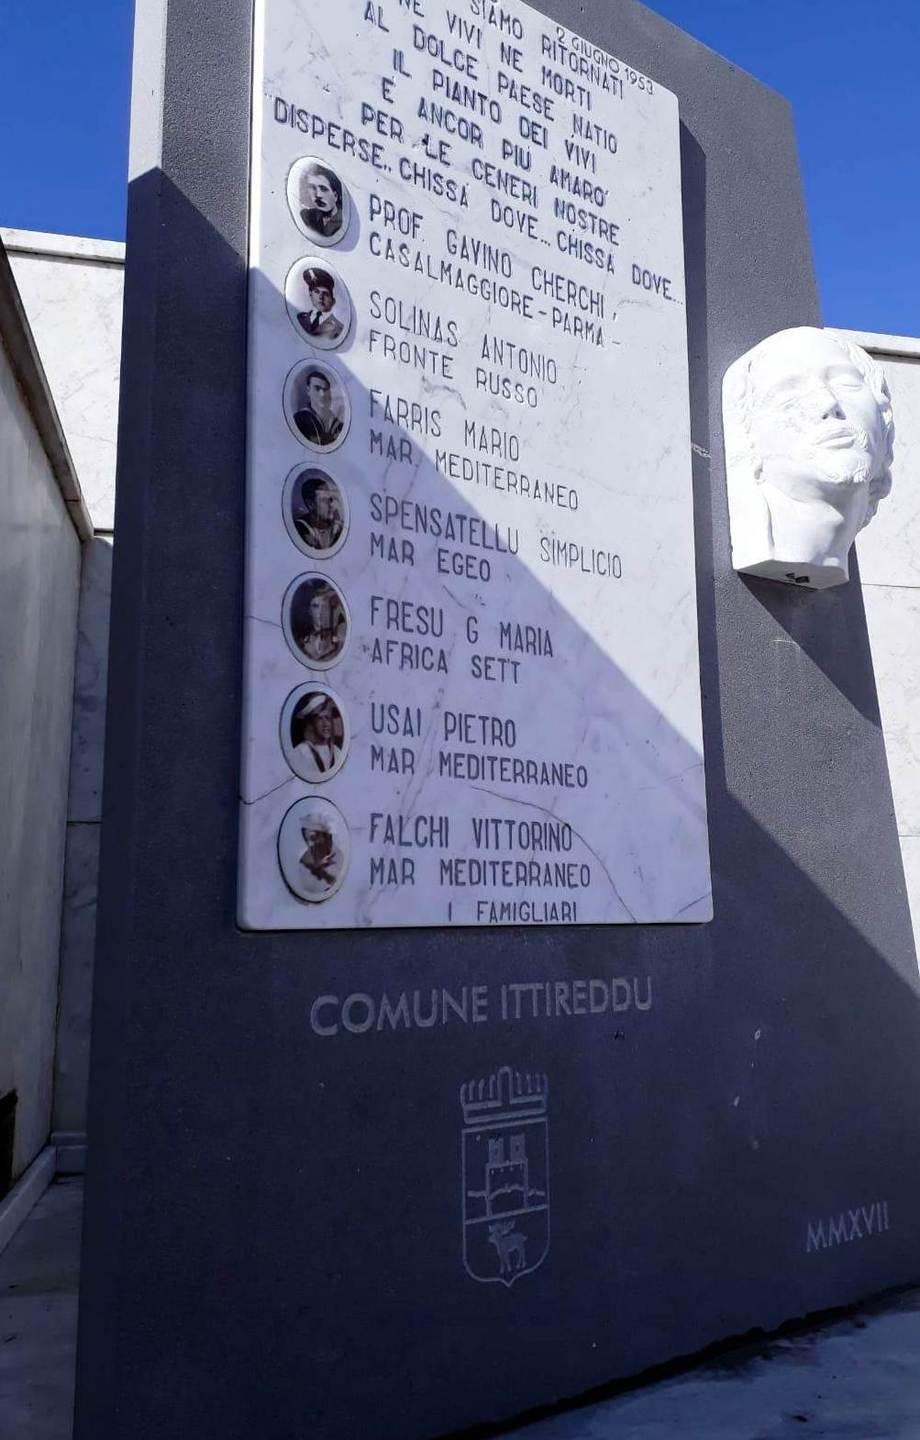 SIAMO RITORNATI
2 GIUGNO 1953
NE VIVI NE MORTI
AL DOLCE PAESE NATIO
IL PIANTO DEI VIVI
E' ANCOR PIÙ AMARO
PER LE CENERI NOSTRE
"DISPERSE.. CHISSÀ DOVE... CHISSÀ DOVE...
PROF. GAVINO CHERCHI,
CASALMAGGIORE - PARMA -
SOLINAS ANTONIO
FRONTE RUSSO
FARRIS MARIO
MAR MEDITERRANEO
SPENSATELLU SIMPLICIO
MAR EGEO
FRESU G MARIA
AFRICA SETT
USAI PIETRO
MAR MEDITERRANEO
FALCHI VITTORINO
MAR MEDITERRANEO
I FAMIGLIARI
COMUNE ITTIREDDU
MMXVII